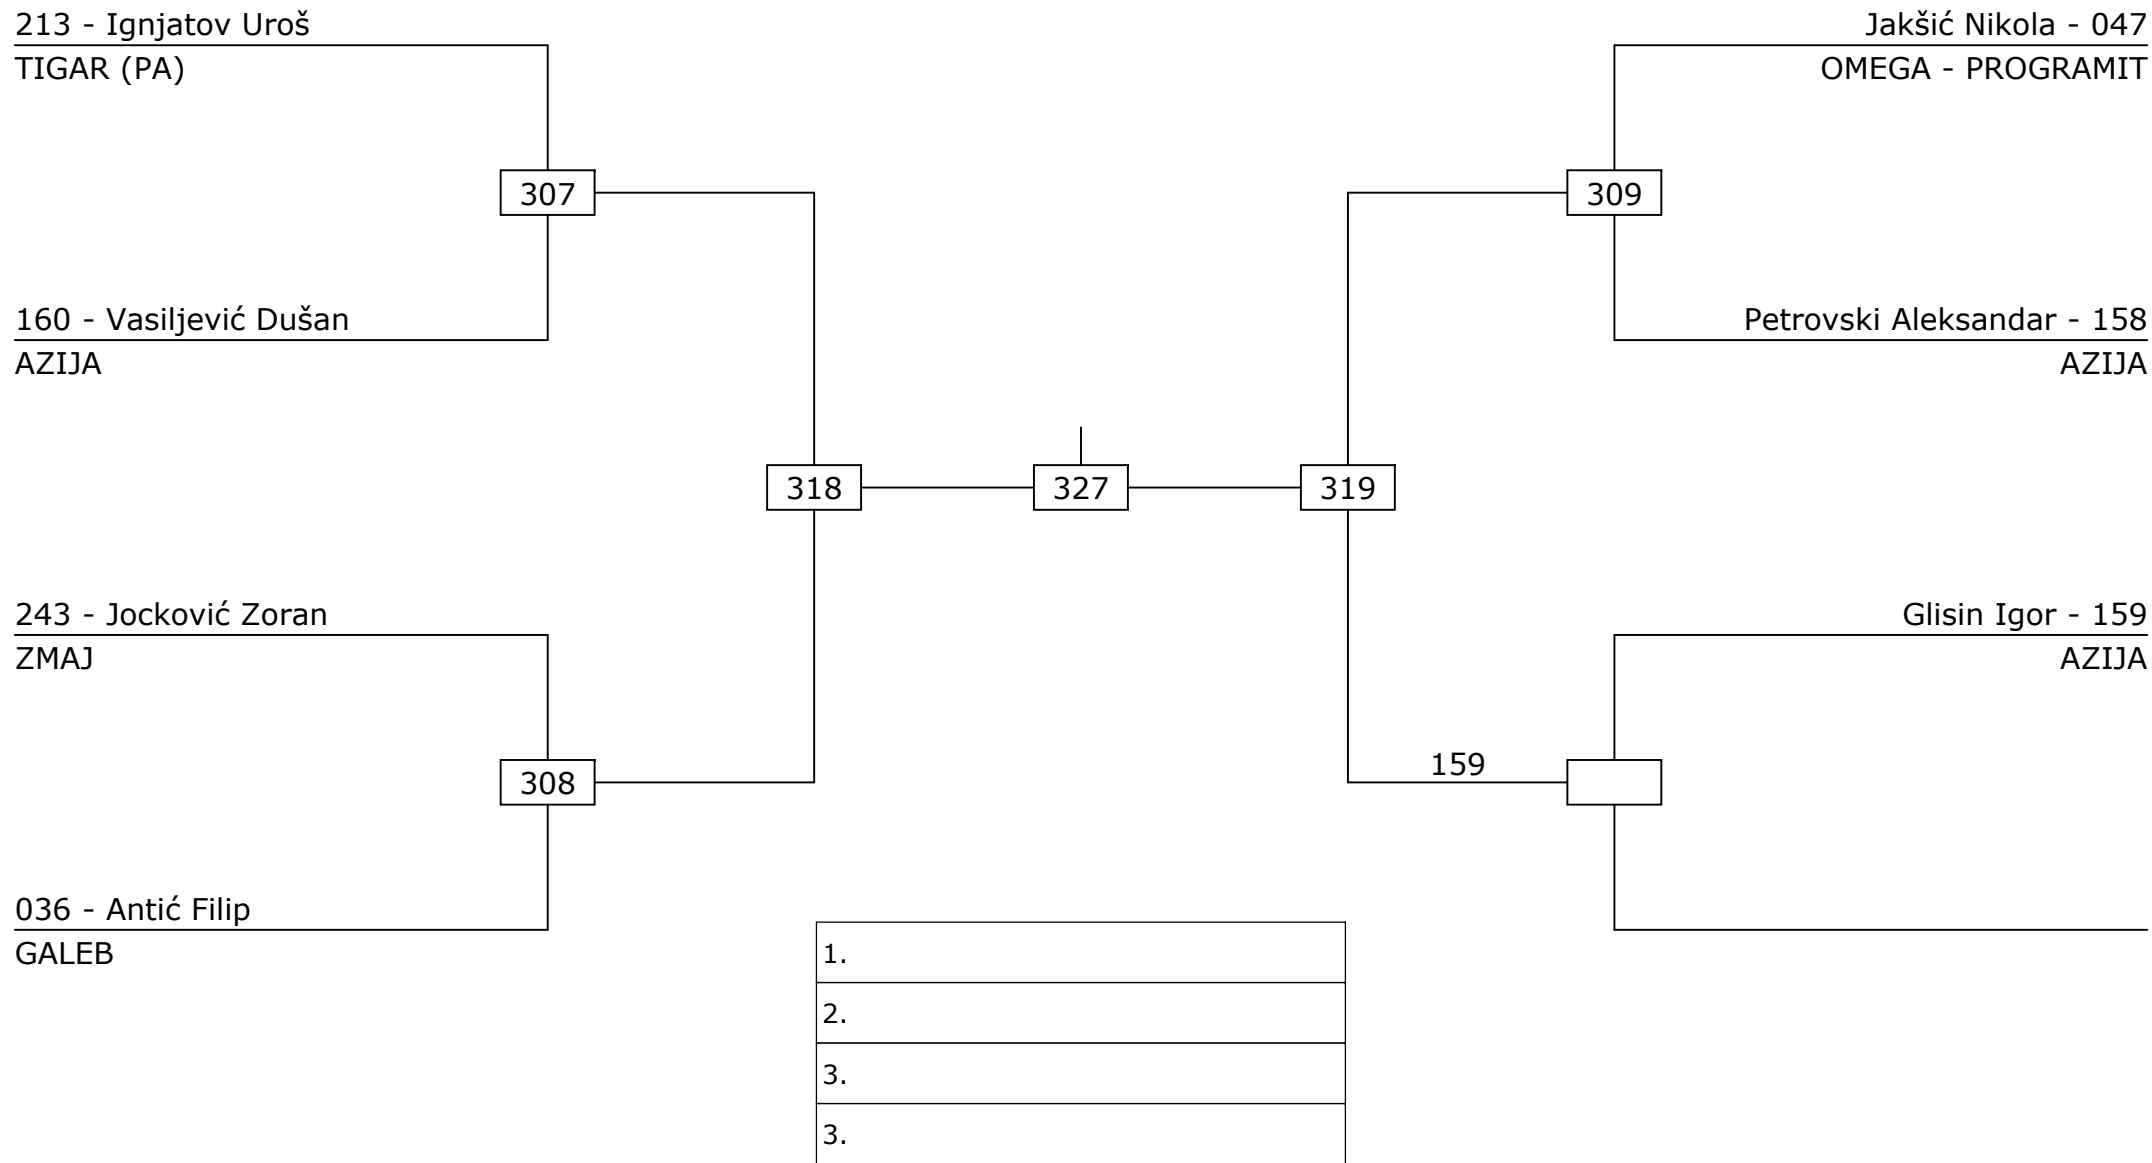 213 - Ignjatov Uroš
TIGAR (PA)
Jakšić Nikola - 047
OMEGA - PROGRAMIT
307
309
160 - Vasiljević Dušan
AZIJA
Petrovski Aleksandar - 158
AZIJA
318
327
319
243 - Jocković Zoran
ZMAJ
Glisin Igor - 159
AZIJA
308
159
036 - Antić Filip
GALEB
1.
2.
3.
3.